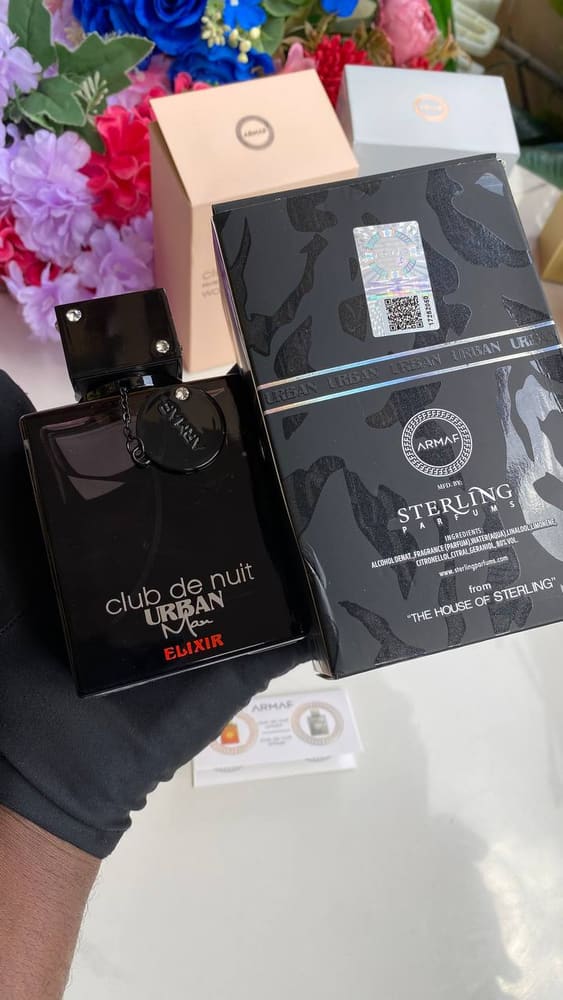 ARMAF
ARMAF
17282060
URBAN URBAN URBAN URBAN URBAN
ARMAF
MFD. BY:
STERLING
PARFUMS
INGREDIENTS:
ALCOHOL DENAT.,FRAGRANCE (PARFUM),WATER(AQUA),LINALOOL,LIMONENE,
CITRONELLOL,CITRAL,GERANIOL, 80% VOL.
www.sterlingparfums.com
from
"THE HOUSE OF STERLING"
ARMAF
club de nuit
URBAN
Man
ELIXIR
ARMAF